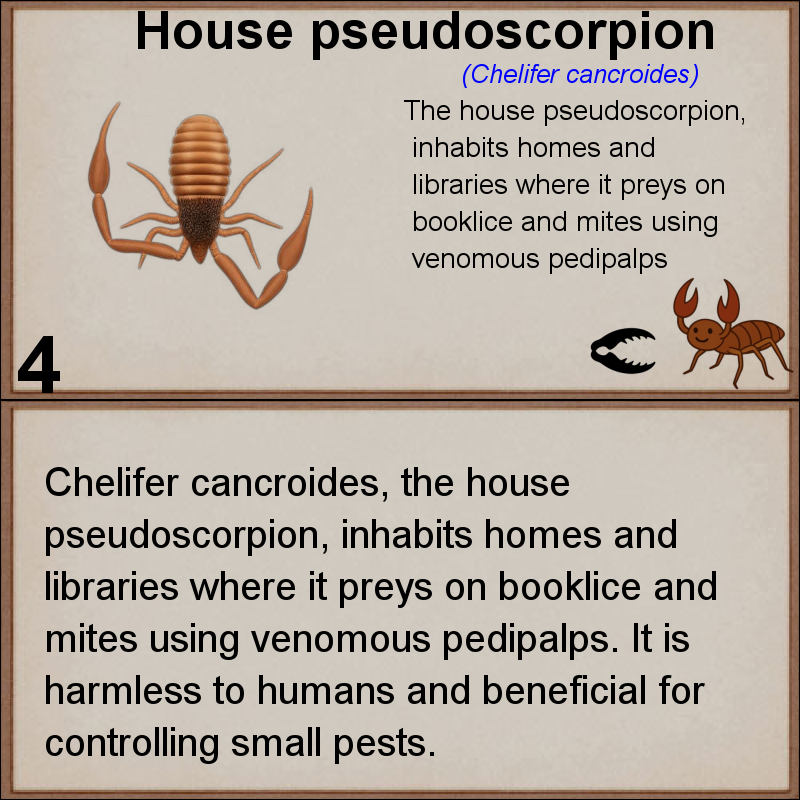 House pseudoscorpion
(Chelifer cancroides)
The house pseudoscorpion,
inhabits homes and
libraries where it preys on
booklice and mites using
venomous pedipalps
4
Chelifer cancroides, the house
pseudoscorpion, inhabits homes and
libraries where it preys on booklice and
mites using venomous pedipalps. It is
harmless to humans and beneficial for
controlling small pests.